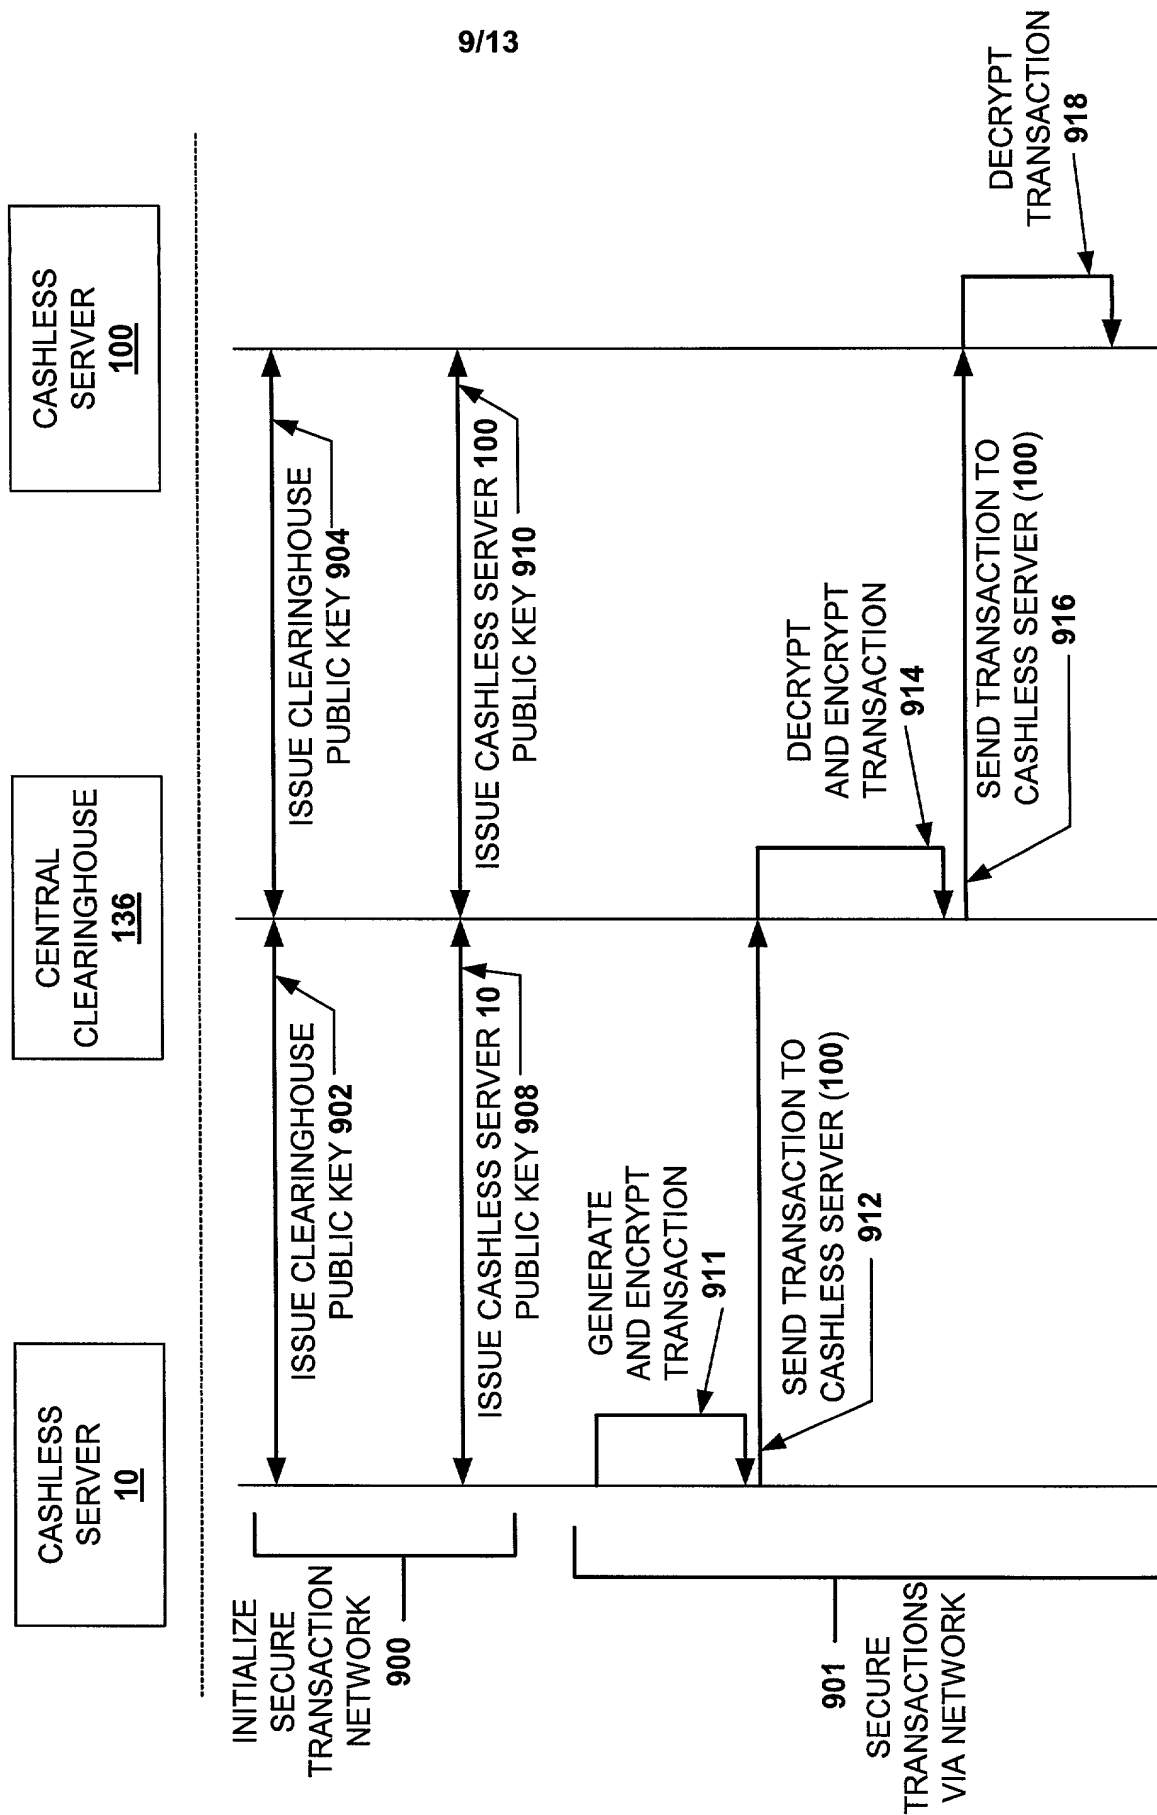 9/13
CASHLESS
SERVER
10
CENTRAL
CLEARINGHOUSE
136
CASHLESS
SERVER
100
INITIALIZE
SECURE
TRANSACTION
NETWORK
900
ISSUE CLEARINGHOUSE
PUBLIC KEY 902
ISSUE CLEARINGHOUSE
PUBLIC KEY 904
ISSUE CASHLESS SERVER 10
PUBLIC KEY 908
ISSUE CASHLESS SERVER 100
PUBLIC KEY 910
901
SECURE
TRANSACTIONS
VIA NETWORK
GENERATE
AND ENCRYPT
TRANSACTION
911
SEND TRANSACTION TO
CASHLESS SERVER (100)
912
DECRYPT
AND ENCRYPT
TRANSACTION
914
SEND TRANSACTION TO
CASHLESS SERVER (100)
916
DECRYPT
TRANSACTION
918